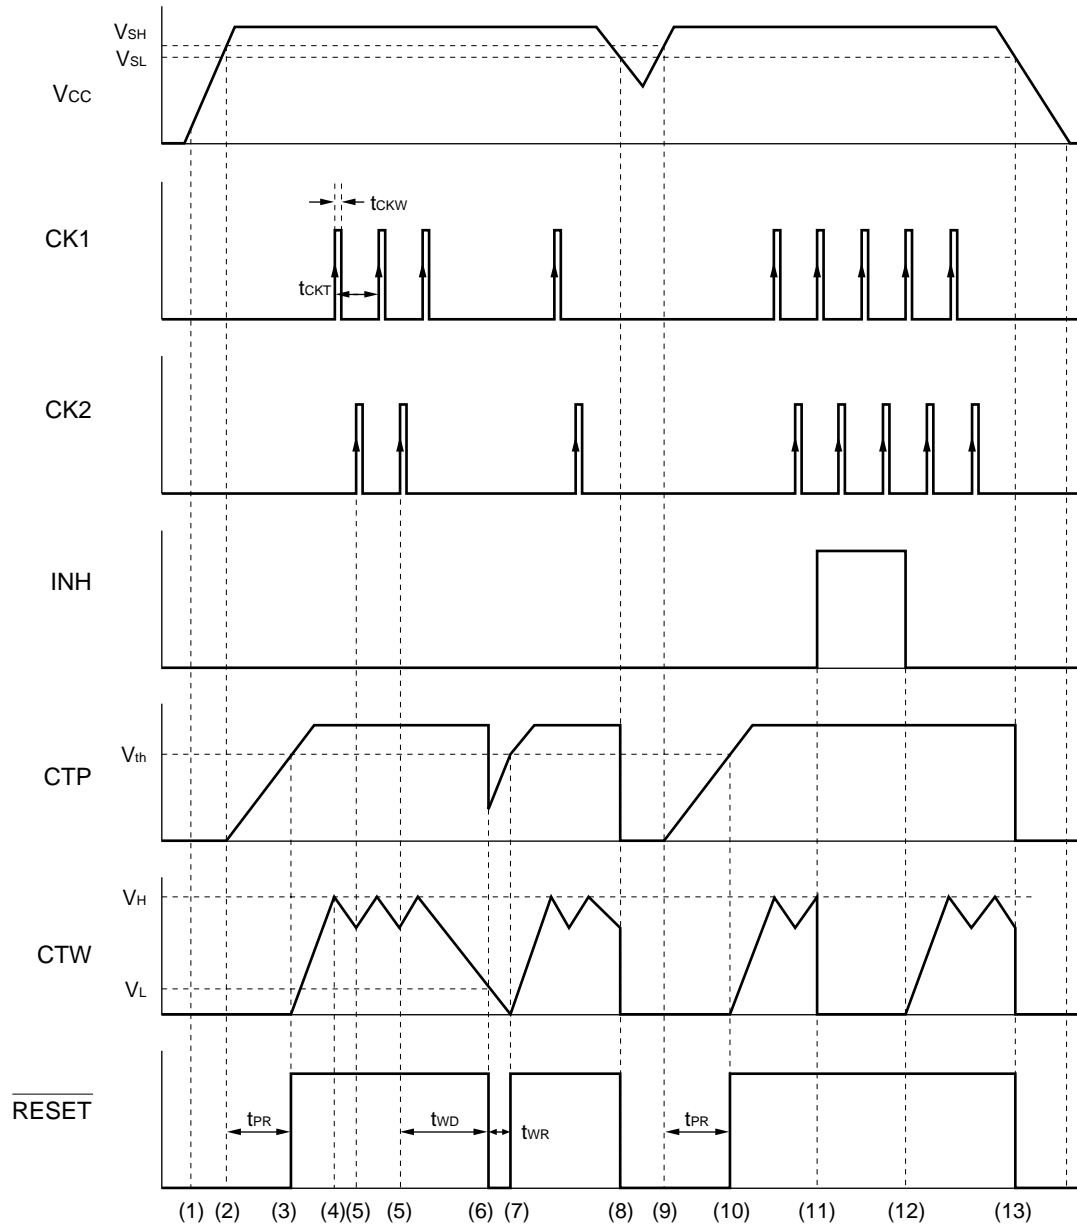 VSH
VSL
VCC
tCKW
CK1
tCKT
CK2
INH
Vth
CTP
VH
CTW
VL
RESET
tPR
tWD
tWR
tPR
(1) (2) (3) (4)(5) (5) (6) (7) (8) (9) (10) (11) (12) (13)